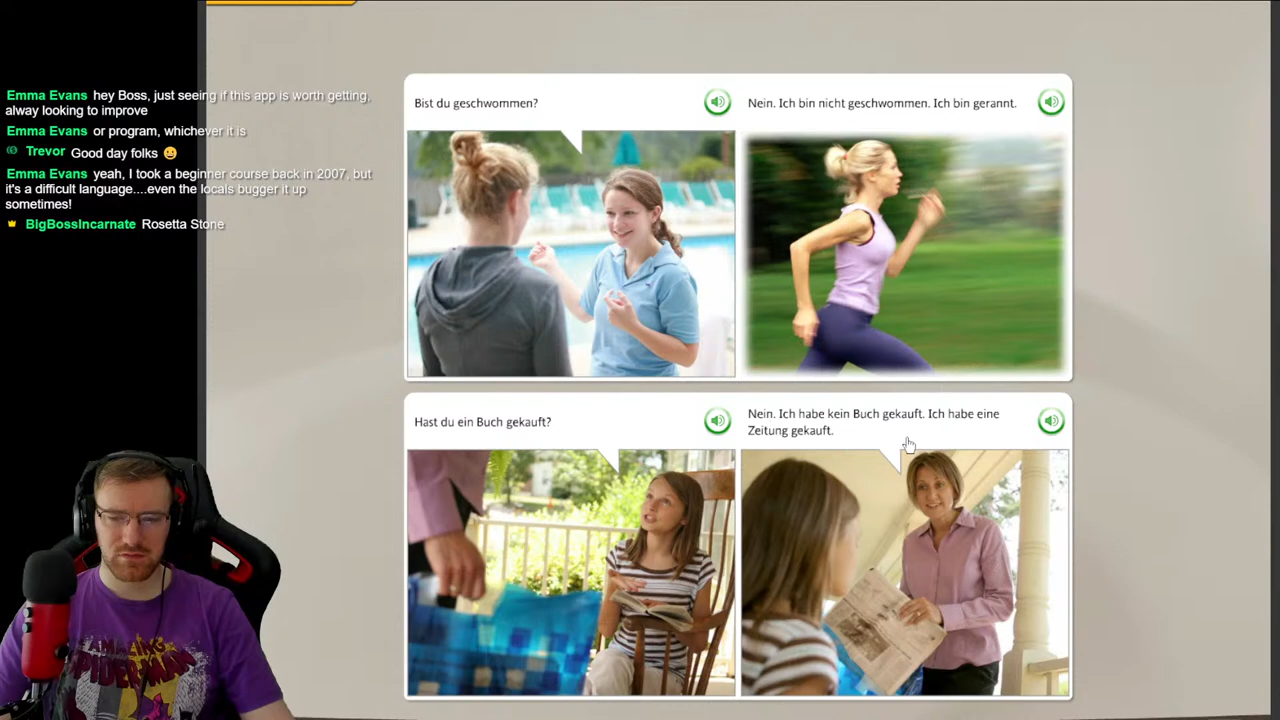 Emma Evans hey Boss, just seeing if this app is worth getting,
alway looking to improve
Emma Evans or program, whichever it is
Trevor Good day folks
Emma Evans yeah, I took a beginner course back in 2007, but
it's a difficult language....even the locals bugger it up
sometimes!
BigBossIncarnate Rosetta Stone
Bist du geschwommen?
Nein. Ich bin nicht geschwommen. Ich bin gerannt.
Hast du ein Buch gekauft?
Nein. Ich habe kein Buch gekauft. Ich habe eine
Zeitung gekauft.
AMAZING
SPIDER-MAN